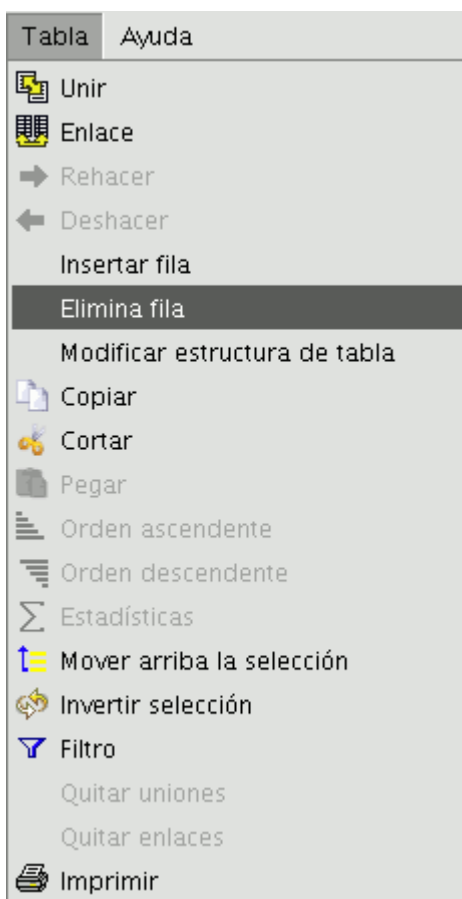 Tabla Ayuda
Unir
Enlace
Rehacer
Deshacer
Insertar fila
Elimina fila
Modificar estructura de tabla
Copiar
Cortar
Pegar
Orden ascendente
Orden descendente
Estadísticas
Mover arriba la selección
Invertir selección
Filtro
Quitar uniones
Quitar enlaces
Imprimir